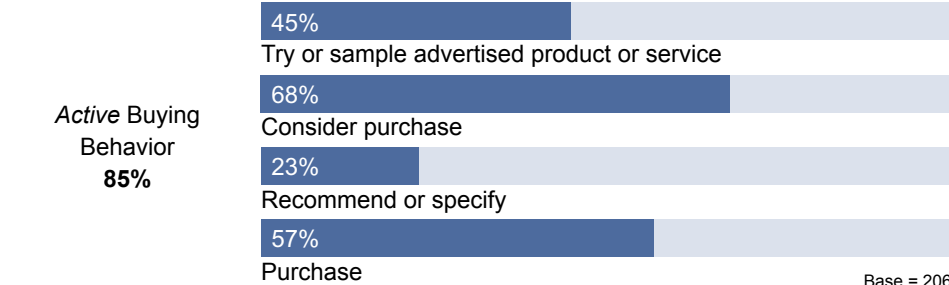 45%
Try or sample advertised product or service
68%
Consider purchase
Active Buying
Behavior
85%
23%
Recommend or specify
57%
Purchase
Base = 206